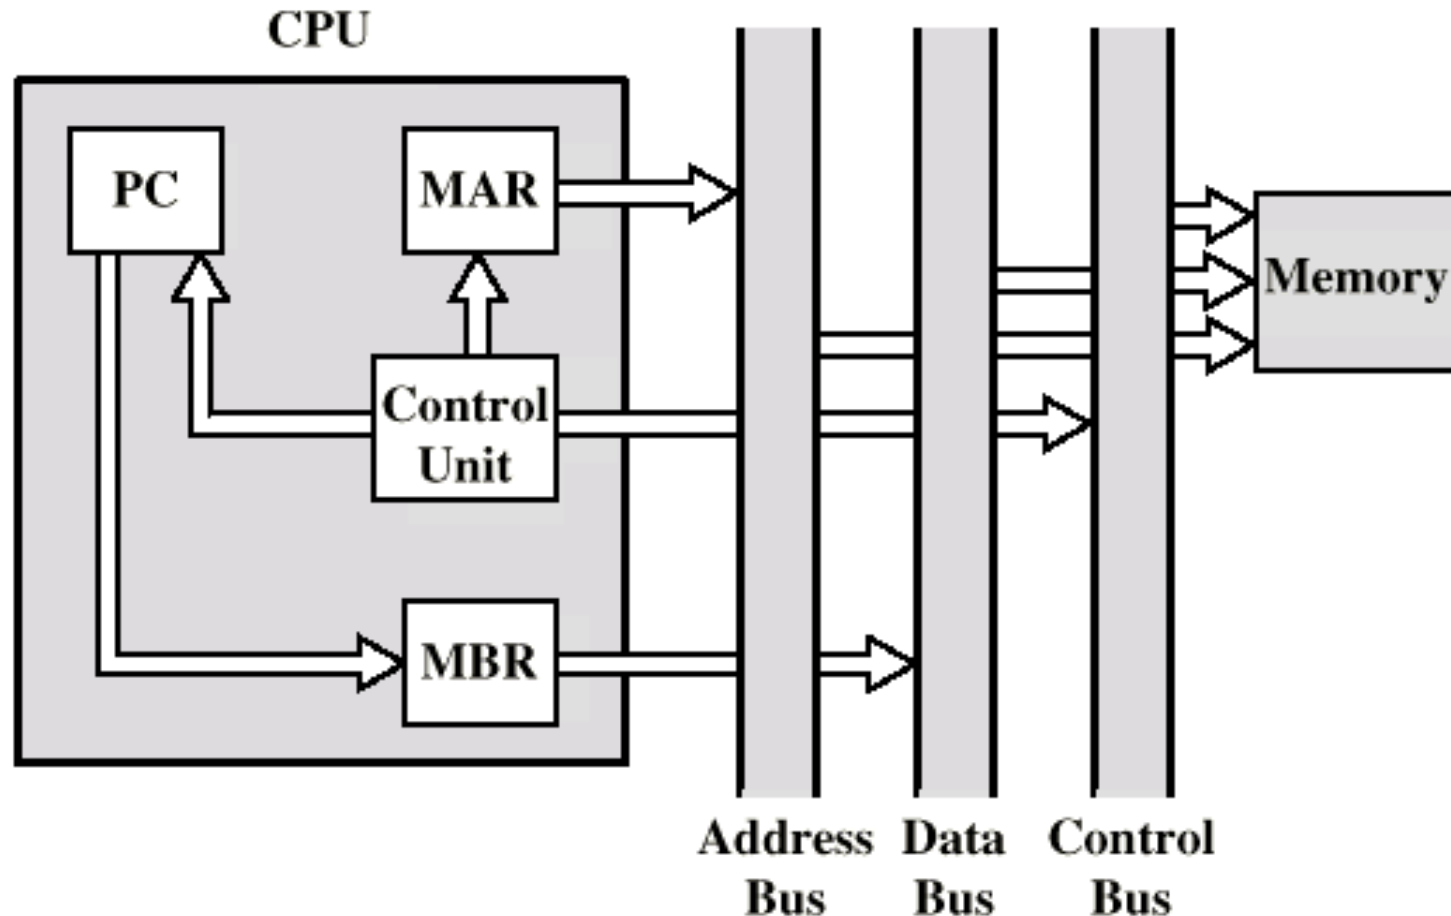 CPU
PC
MAR
Memory
Control
Unit
MBR
Address
Bus
Data
Bus
Control
Bus